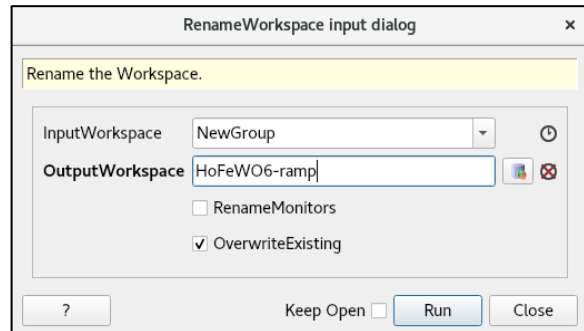 RenameWorkspace input dialog ×
Rename the Workspace.
InputWorkspace NewGroup
OutputWorkspace HoFeWO6-ramp
RenameMonitors
OverwriteExisting
? Keep Open Run Close